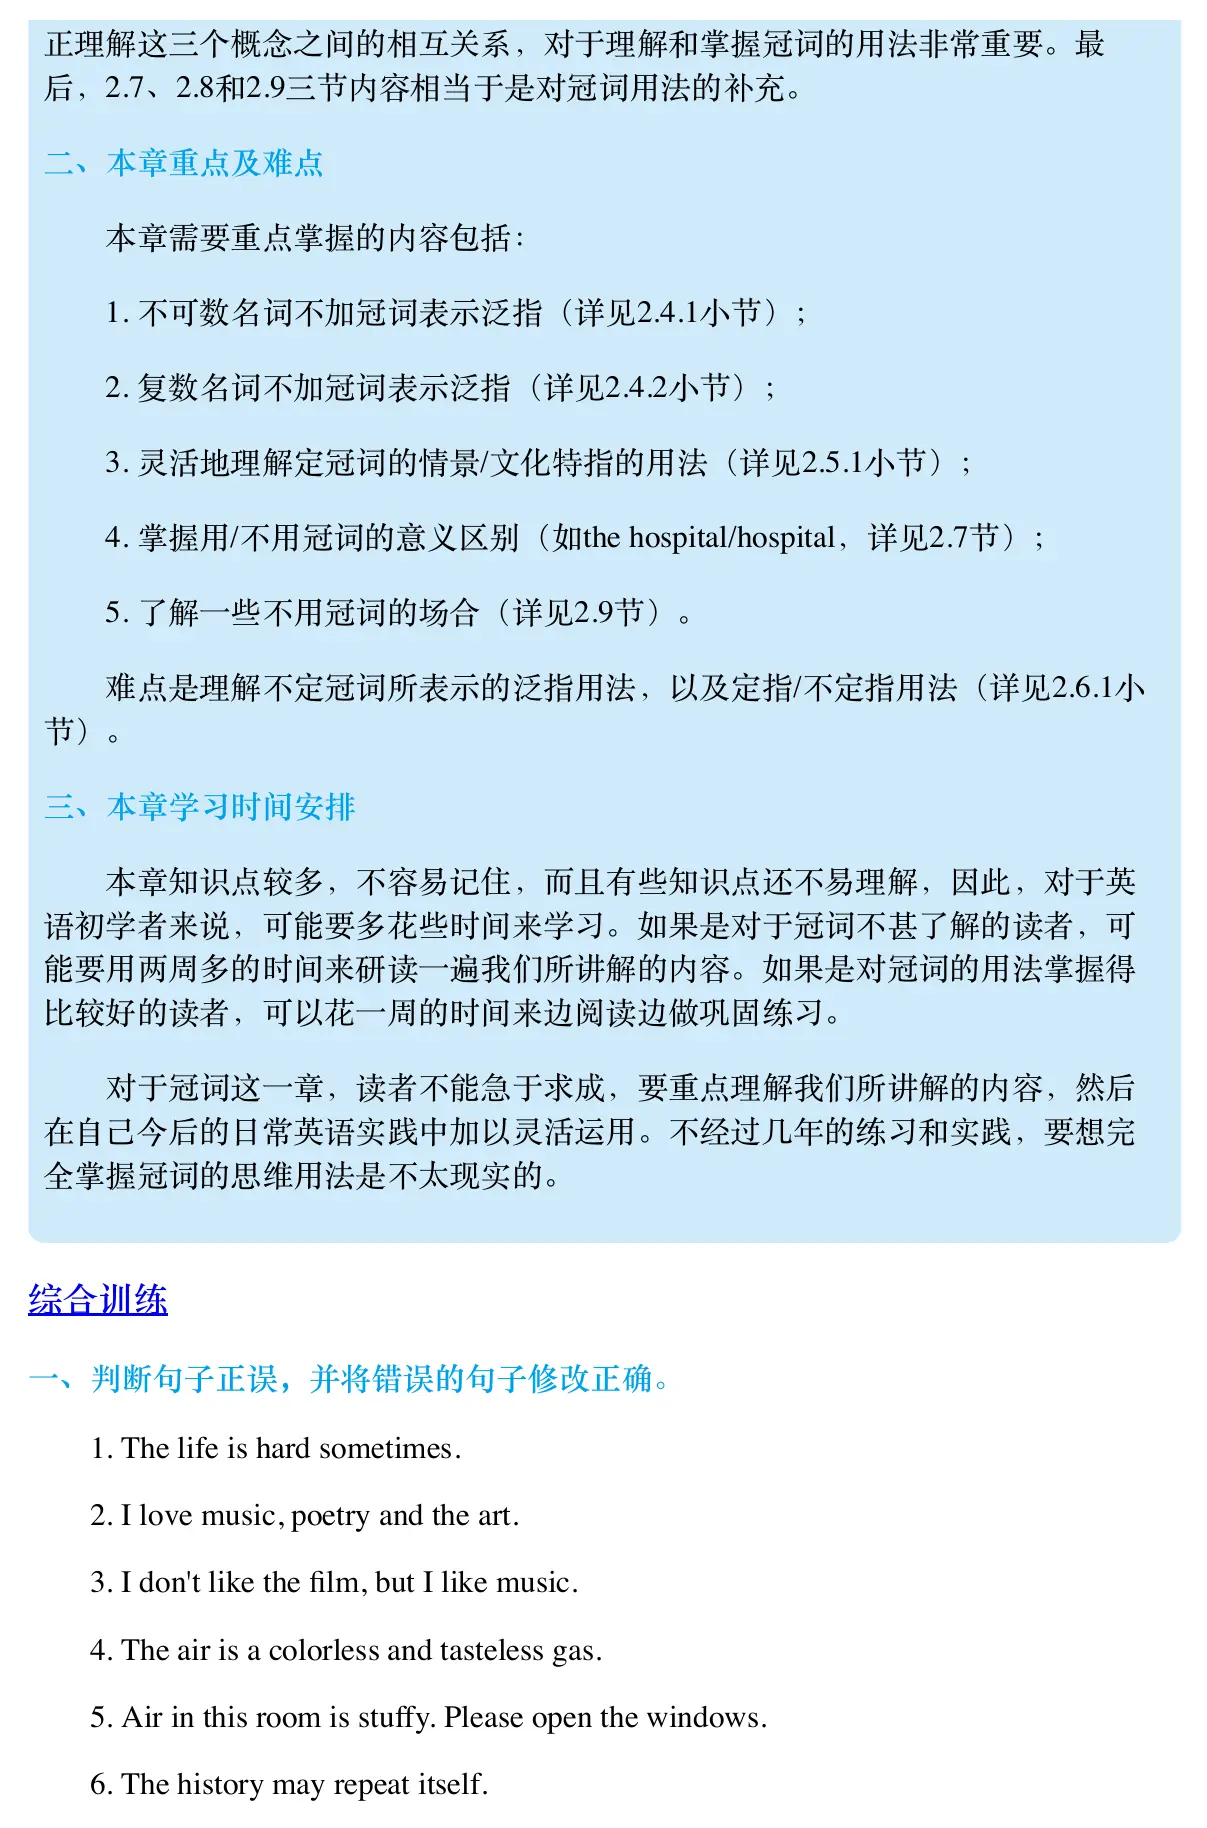 正理解这三个概念之间的相互关系，对于理解和掌握冠词的用法非常重要。最
后，2.7、2.8和2.9三节内容相当于是对冠词用法的补充。
二、本章重点及难点
本章需要重点掌握的内容包括：
1. 不可数名词不加冠词表示泛指（详见2.4.1小节）；
2. 复数名词不加冠词表示泛指（详见2.4.2小节）；
3. 灵活地理解定冠词的情景/文化特指的用法（详见2.5.1小节）；
4. 掌握用/不用冠词的意义区别（如the hospital/hospital，详见2.7节）；
5. 了解一些不用冠词的场合（详见2.9节）。
难点是理解不定冠词所表示的泛指用法，以及定指/不定指用法（详见2.6.1小
节）。
三、本章学习时间安排
本章知识点较多，不容易记住，而且有些知识点还不易理解，因此，对于英
语初学者来说，可能要多花些时间来学习。如果是对于冠词不甚了解的读者，可
能要用两周多的时间来研读一遍我们所讲解的内容。如果是对冠词的用法掌握得
比较好的读者，可以花一周的时间来边阅读边做巩固练习。
对于冠词这一章，读者不能急于求成，要重点理解我们所讲解的内容，然后
在自己今后的日常英语实践中加以灵活运用。不经过几年的练习和实践，要想完
全掌握冠词的思维用法是不太现实的。
综合训练
一、判断句子正误，并将错误的句子修改正确。
1. The life is hard sometimes.
2. I love music, poetry and the art.
3. I don't like the film, but I like music.
4. The air is a colorless and tasteless gas.
5. Air in this room is stuffy. Please open the windows.
6. The history may repeat itself.